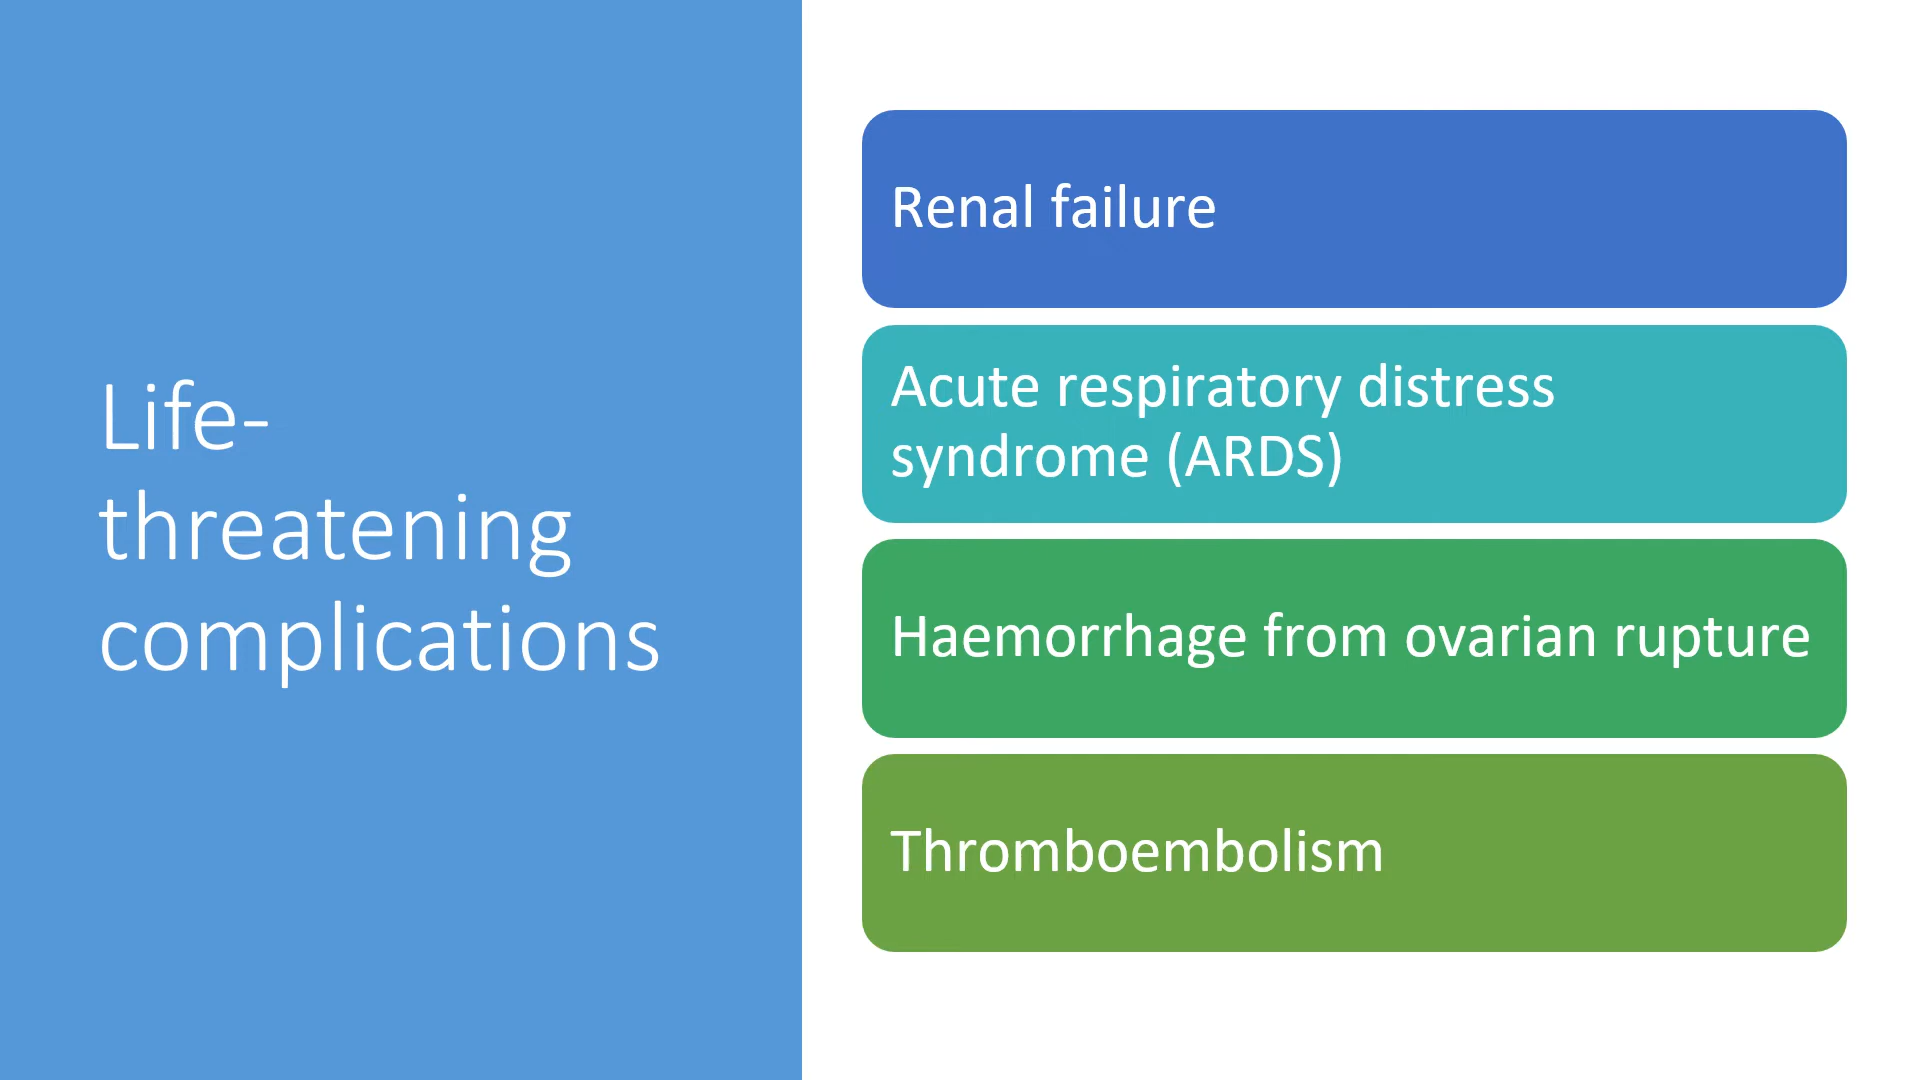 Life-
threatening
complications
Renal failure
Acute respiratory distress
syndrome (ARDS)
Haemorrhage from ovarian rupture
Thromboembolism